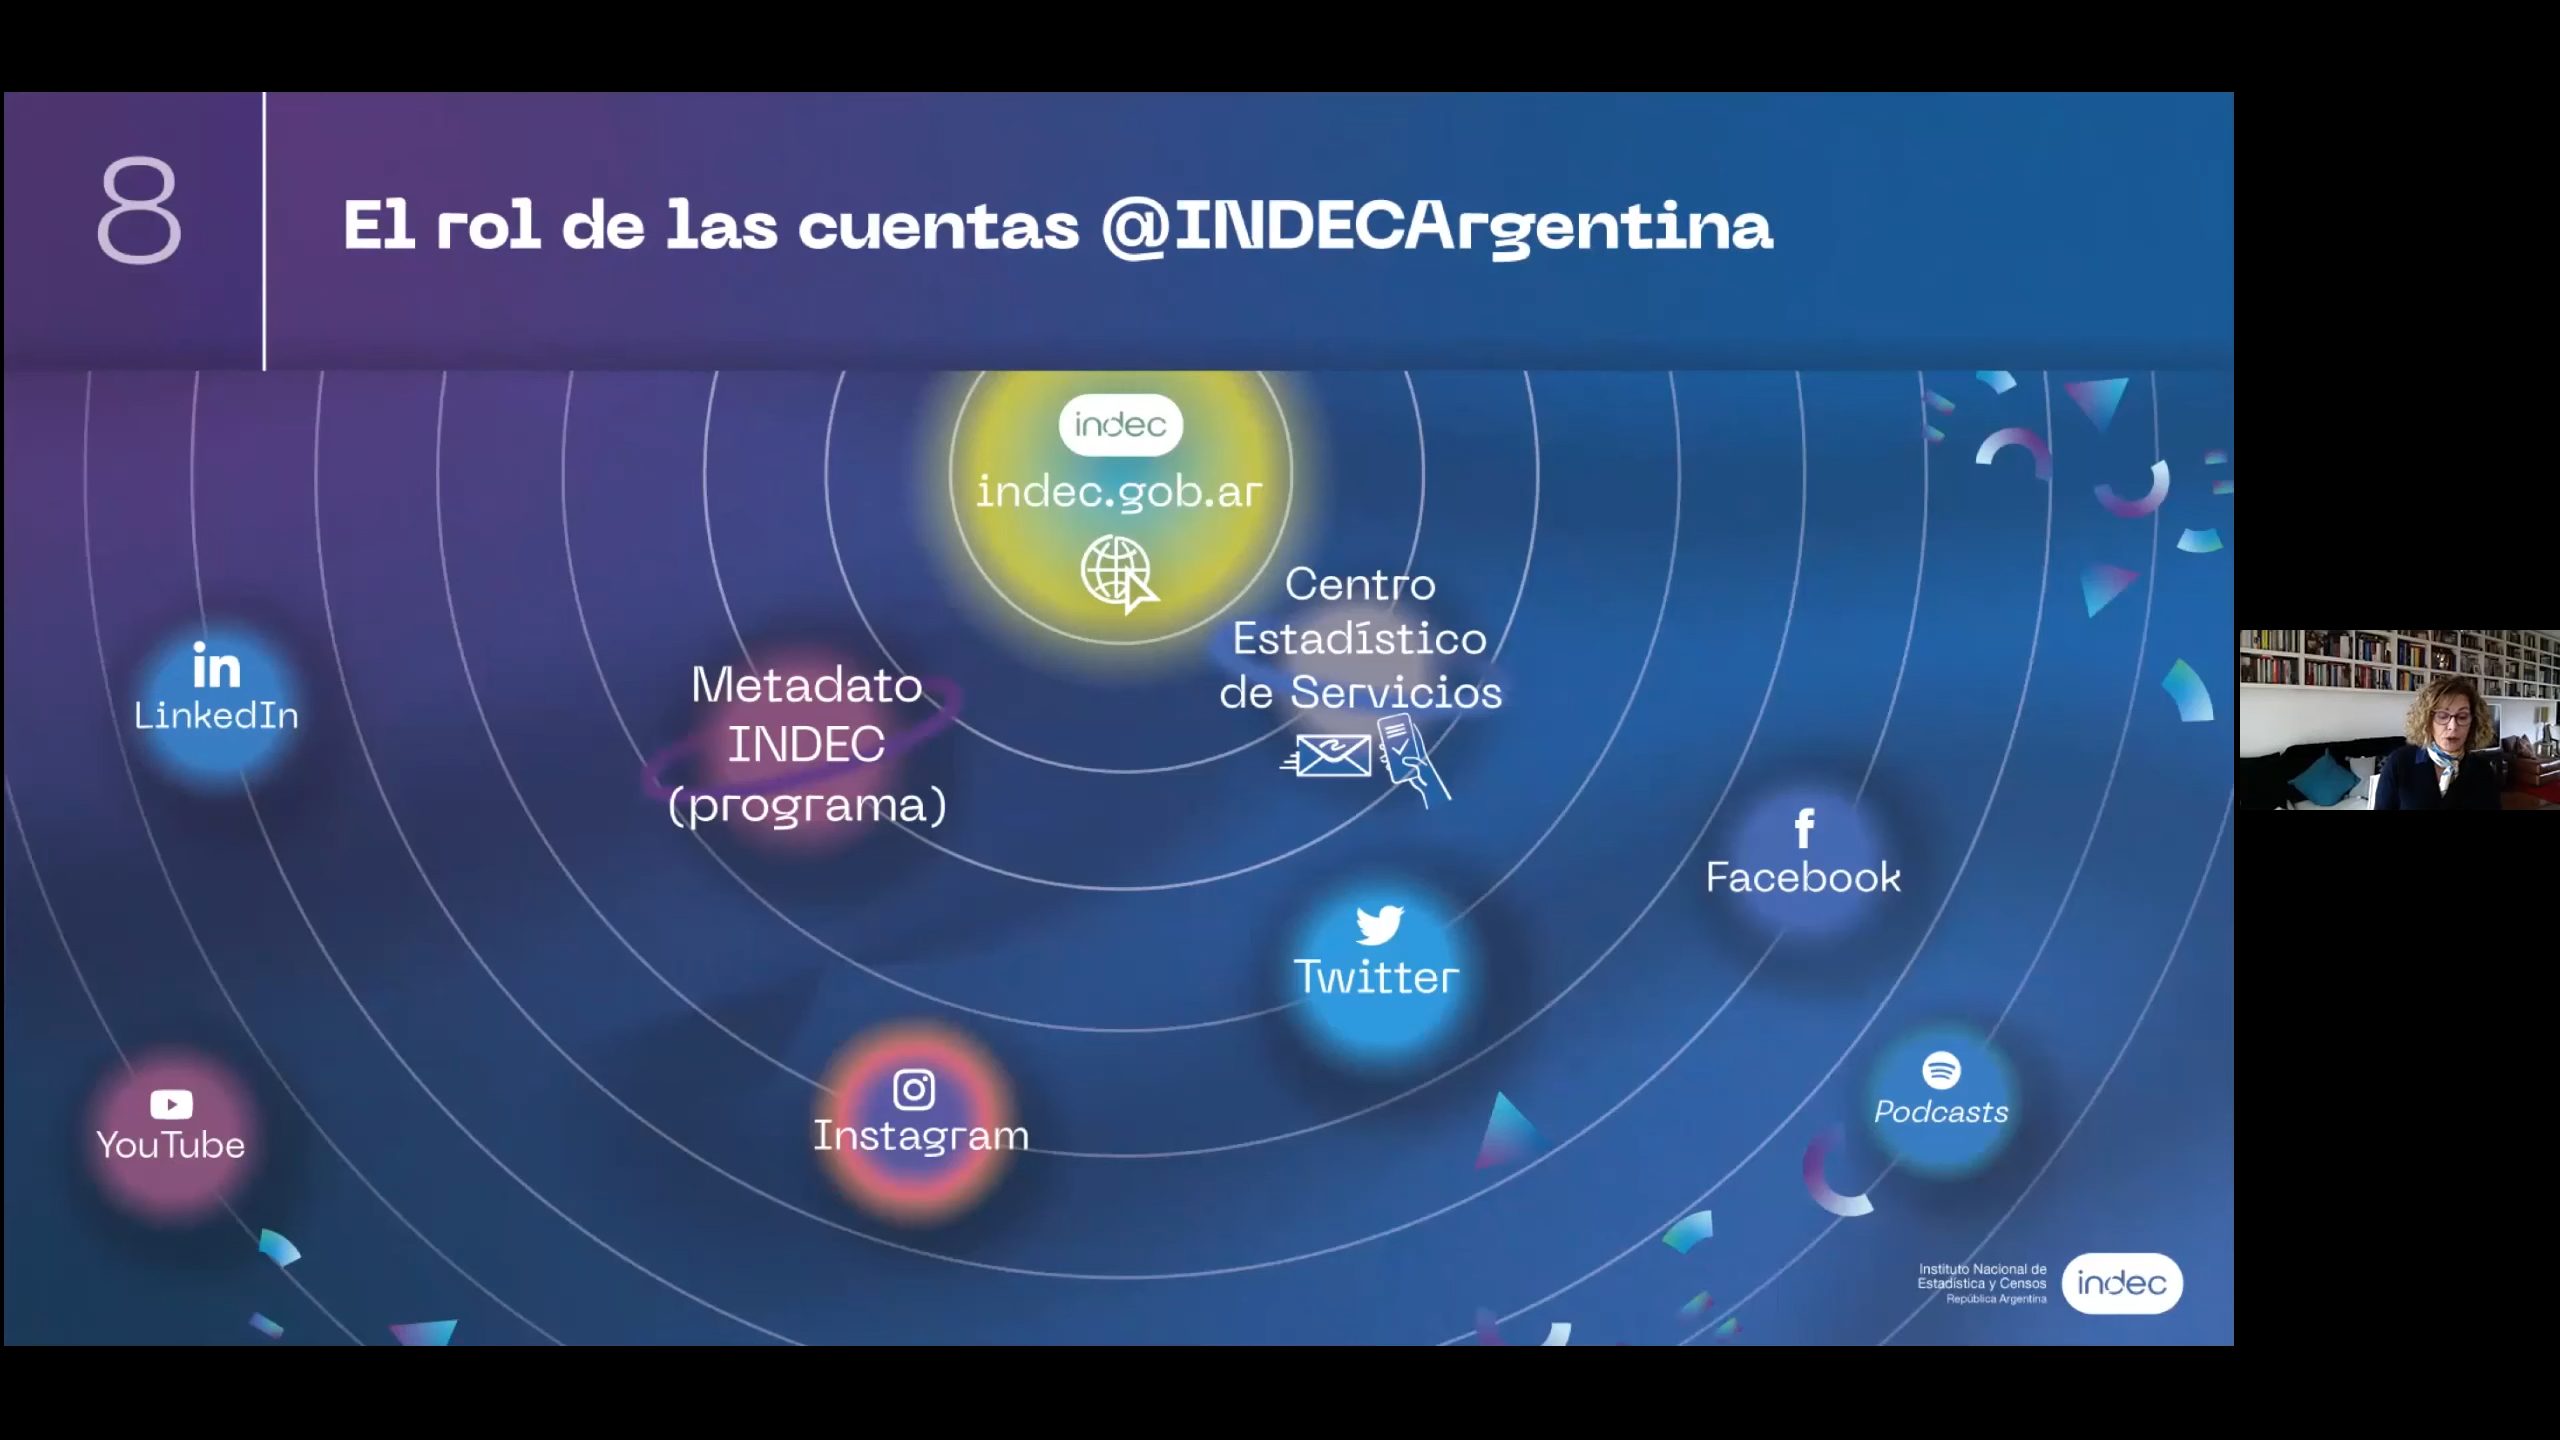 8
El rol de las cuentas @INDECArgentina
indec
indec.gob.ar
Centro
Estadístico
de Servicios
Metadato
INDEC
(programa)
in
LinkedIn
f
Facebook
Twitter
Instagram
YouTube
Podcasts
Instituto Nacional de
Estadística y Censos
República Argentina
indec